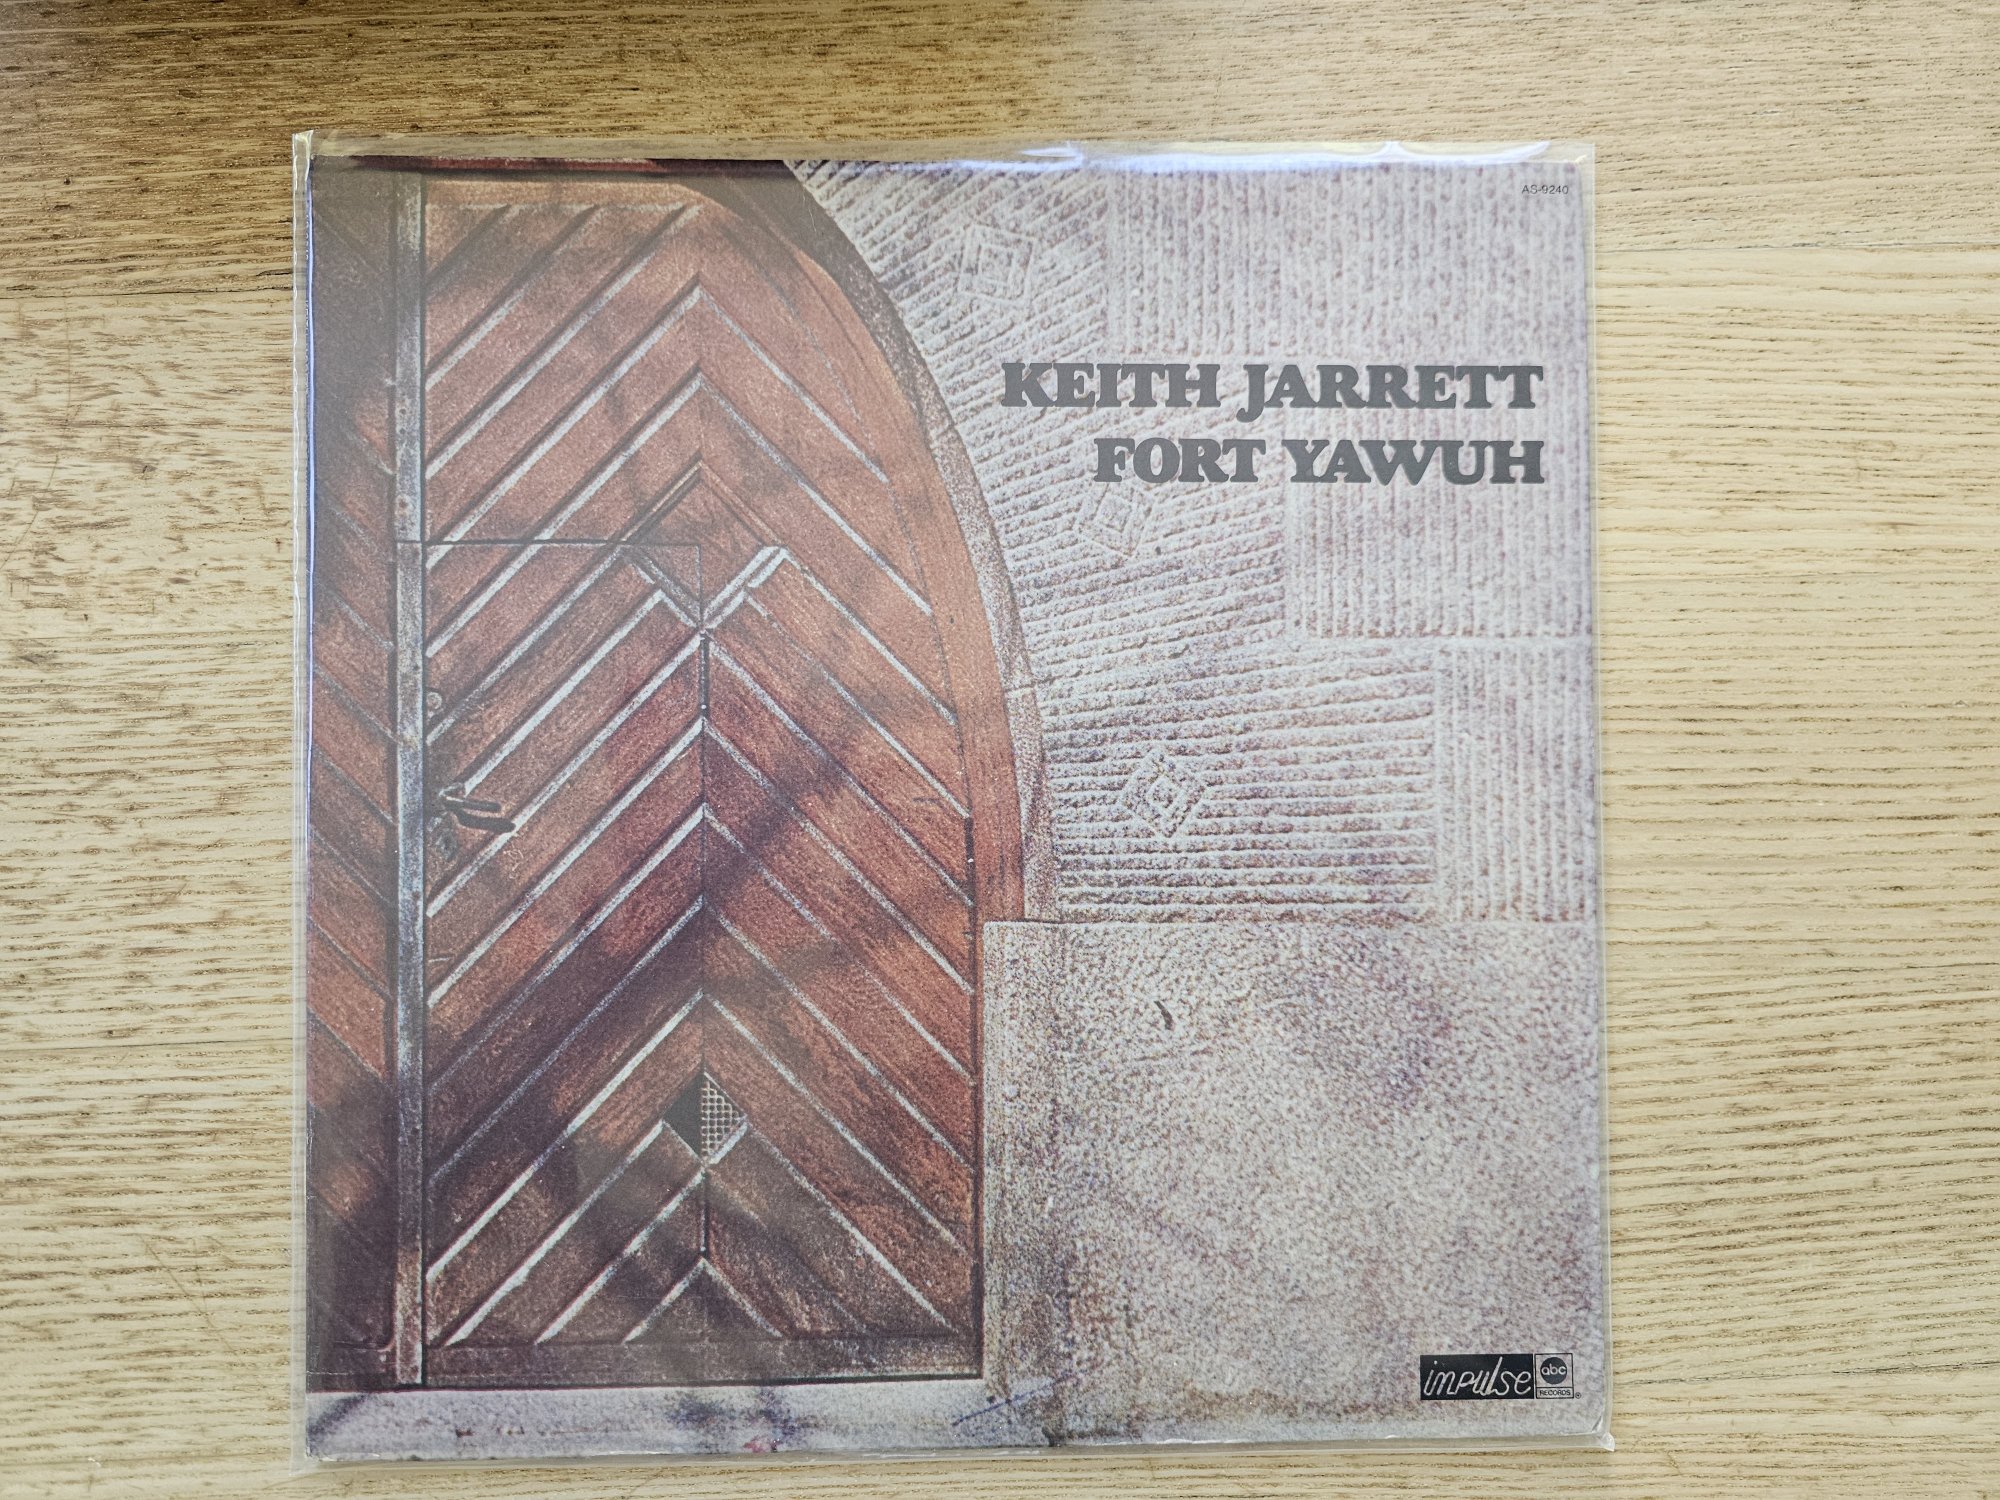 AS-9240
KEITH JARRETT
FORT YAWUH
impulse
abc
RECORDS
®